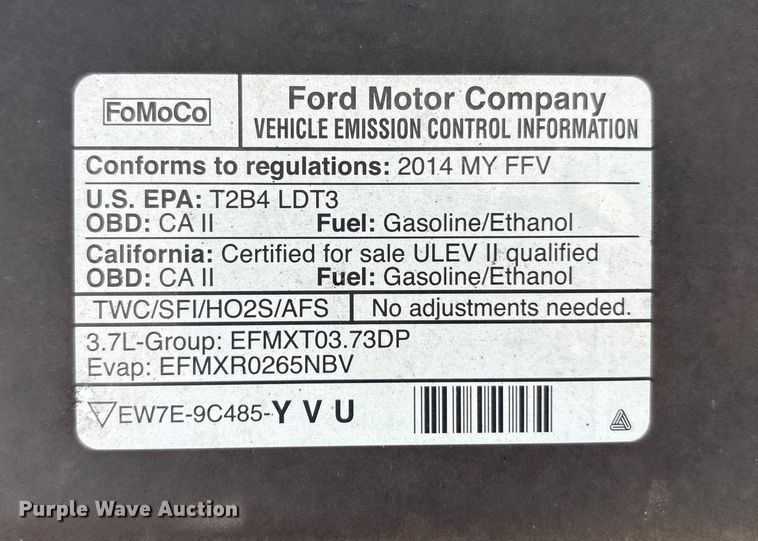 FoMoCo
Ford Motor Company
VEHICLE EMISSION CONTROL INFORMATION
Conforms to regulations: 2014 MY FFV
U.S. EPA: T2B4 LDT3
OBD: CA II Fuel: Gasoline/Ethanol
California: Certified for sale ULEV II qualified
OBD: CA II Fuel: Gasoline/Ethanol
TWC/SFI/HO2S/AFS No adjustments needed.
3.7L-Group: EFMXT03.73DP
Evap: EFMXR0265NBV
EW7E-9C485-Y V U
Purple Wave Auction